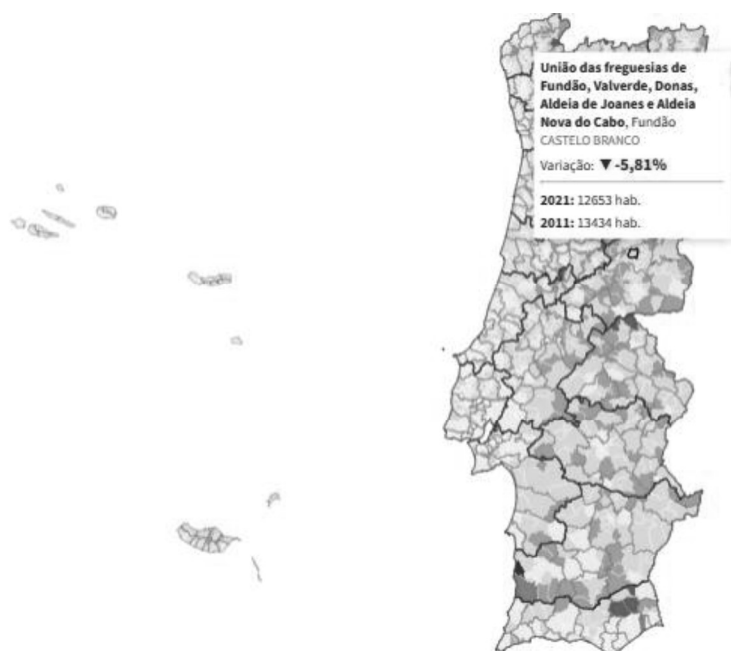 União das freguesias de
Fundão, Valverde, Donas,
Aldeia de Joanes e Aldeia
Nova do Cabo, Fundão
CASTELO BRANCO
Variação: ▼ -5,81%
2021: 12653 hab.
2011: 13434 hab.